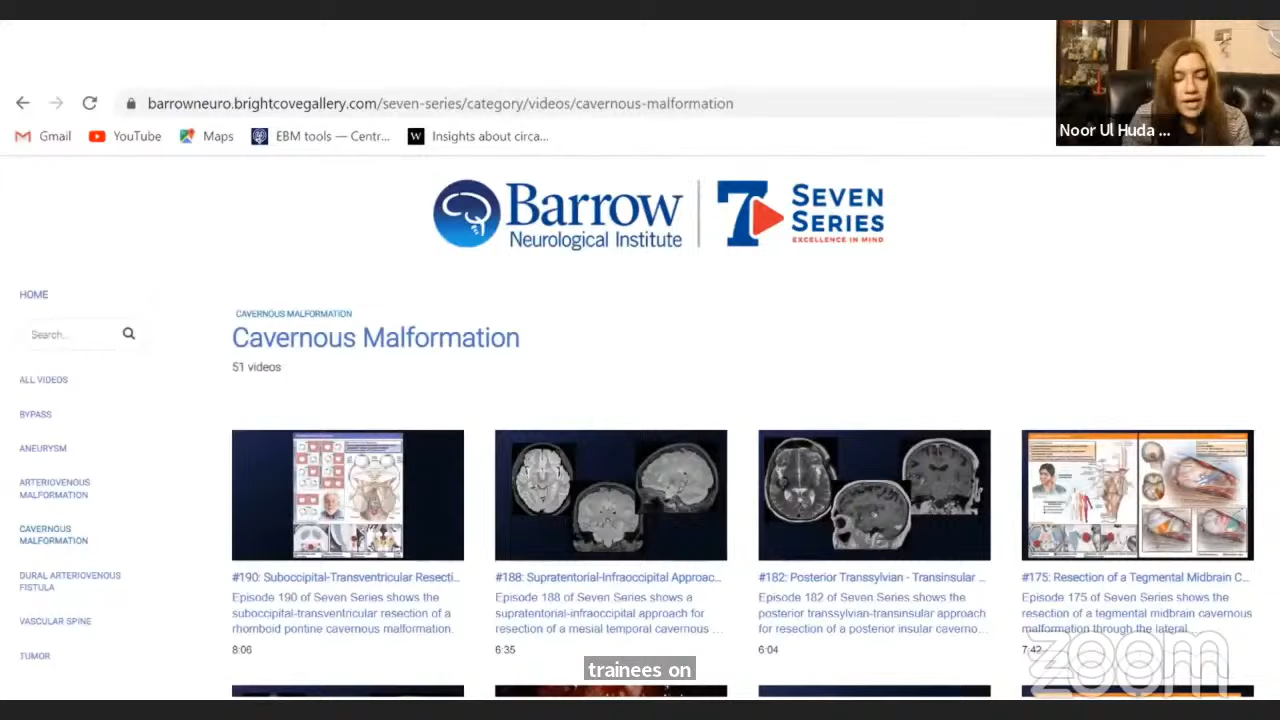 barrowneuro.brightcovegallery.com/seven-series/category/videos/cavernous-malformation
Gmail
YouTube
Maps
EBM tools — Centr...
W
Insights about circa...
Noor Ul Huda ...
Barrow
Neurological Institute
7
SEVEN
SERIES
EXCELLENCE IN MIND
HOME
Search...
ALL VIDEOS
BYPASS
ANEURYSM
ARTERIOVENOUS
MALFORMATION
CAVERNOUS
MALFORMATION
DURAL ARTERIOVENOUS
FISTULA
VASCULAR SPINE
TUMOR
CAVERNOUS MALFORMATION
Cavernous Malformation
51 videos
#190: Suboccipital-Transventricular Resecti...
Episode 190 of Seven Series shows the
suboccipital-transventricular resection of a
rhomboid pontine cavernous malformation.
8:06
#188: Supratentorial-Infraoccipital Approac...
Episode 188 of Seven Series shows a
supratentorial-infraoccipital approach for
resection of a mesial temporal cavernous ...
6:35
#182: Posterior Transsylvian - Transinsular ...
Episode 182 of Seven Series shows the
posterior transsylvian-transinsular approach
for resection of a posterior insular caverno...
6:04
#175: Resection of a Tegmental Midbrain C...
Episode 175 of Seven Series shows the
resection of a tegmental midbrain cavernous
malformation through the lateral...
7:42
trainees on
zoom